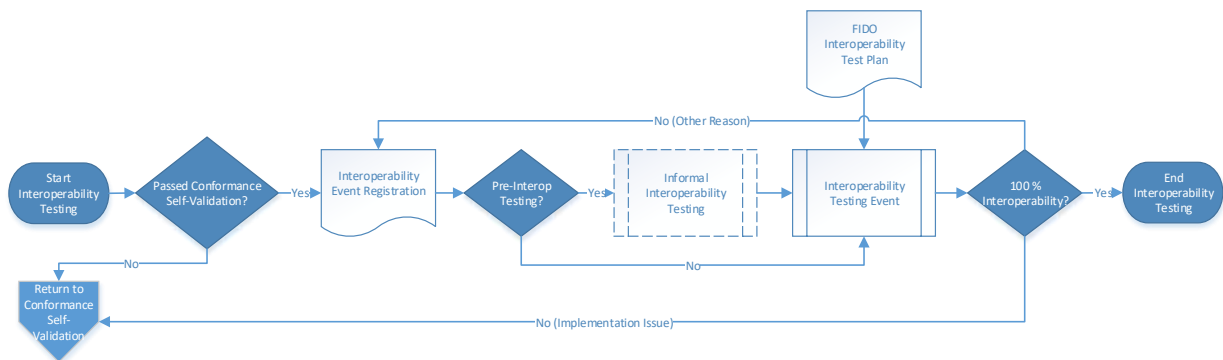 FIDO
Interoperability
Test Plan
No (Other Reason)
Start
Interoperability
Testing
Passed Conformance
Self-Validation?
Yes
Interoperability
Event Registration
Pre-Interop
Testing?
Yes
Informal
Interoperability
Testing
Interoperability
Testing Event
100 %
Interoperability?
Yes
End
Interoperability
Testing
No
No
Return to
Conformance
Self-
Validation
No (Implementation Issue)